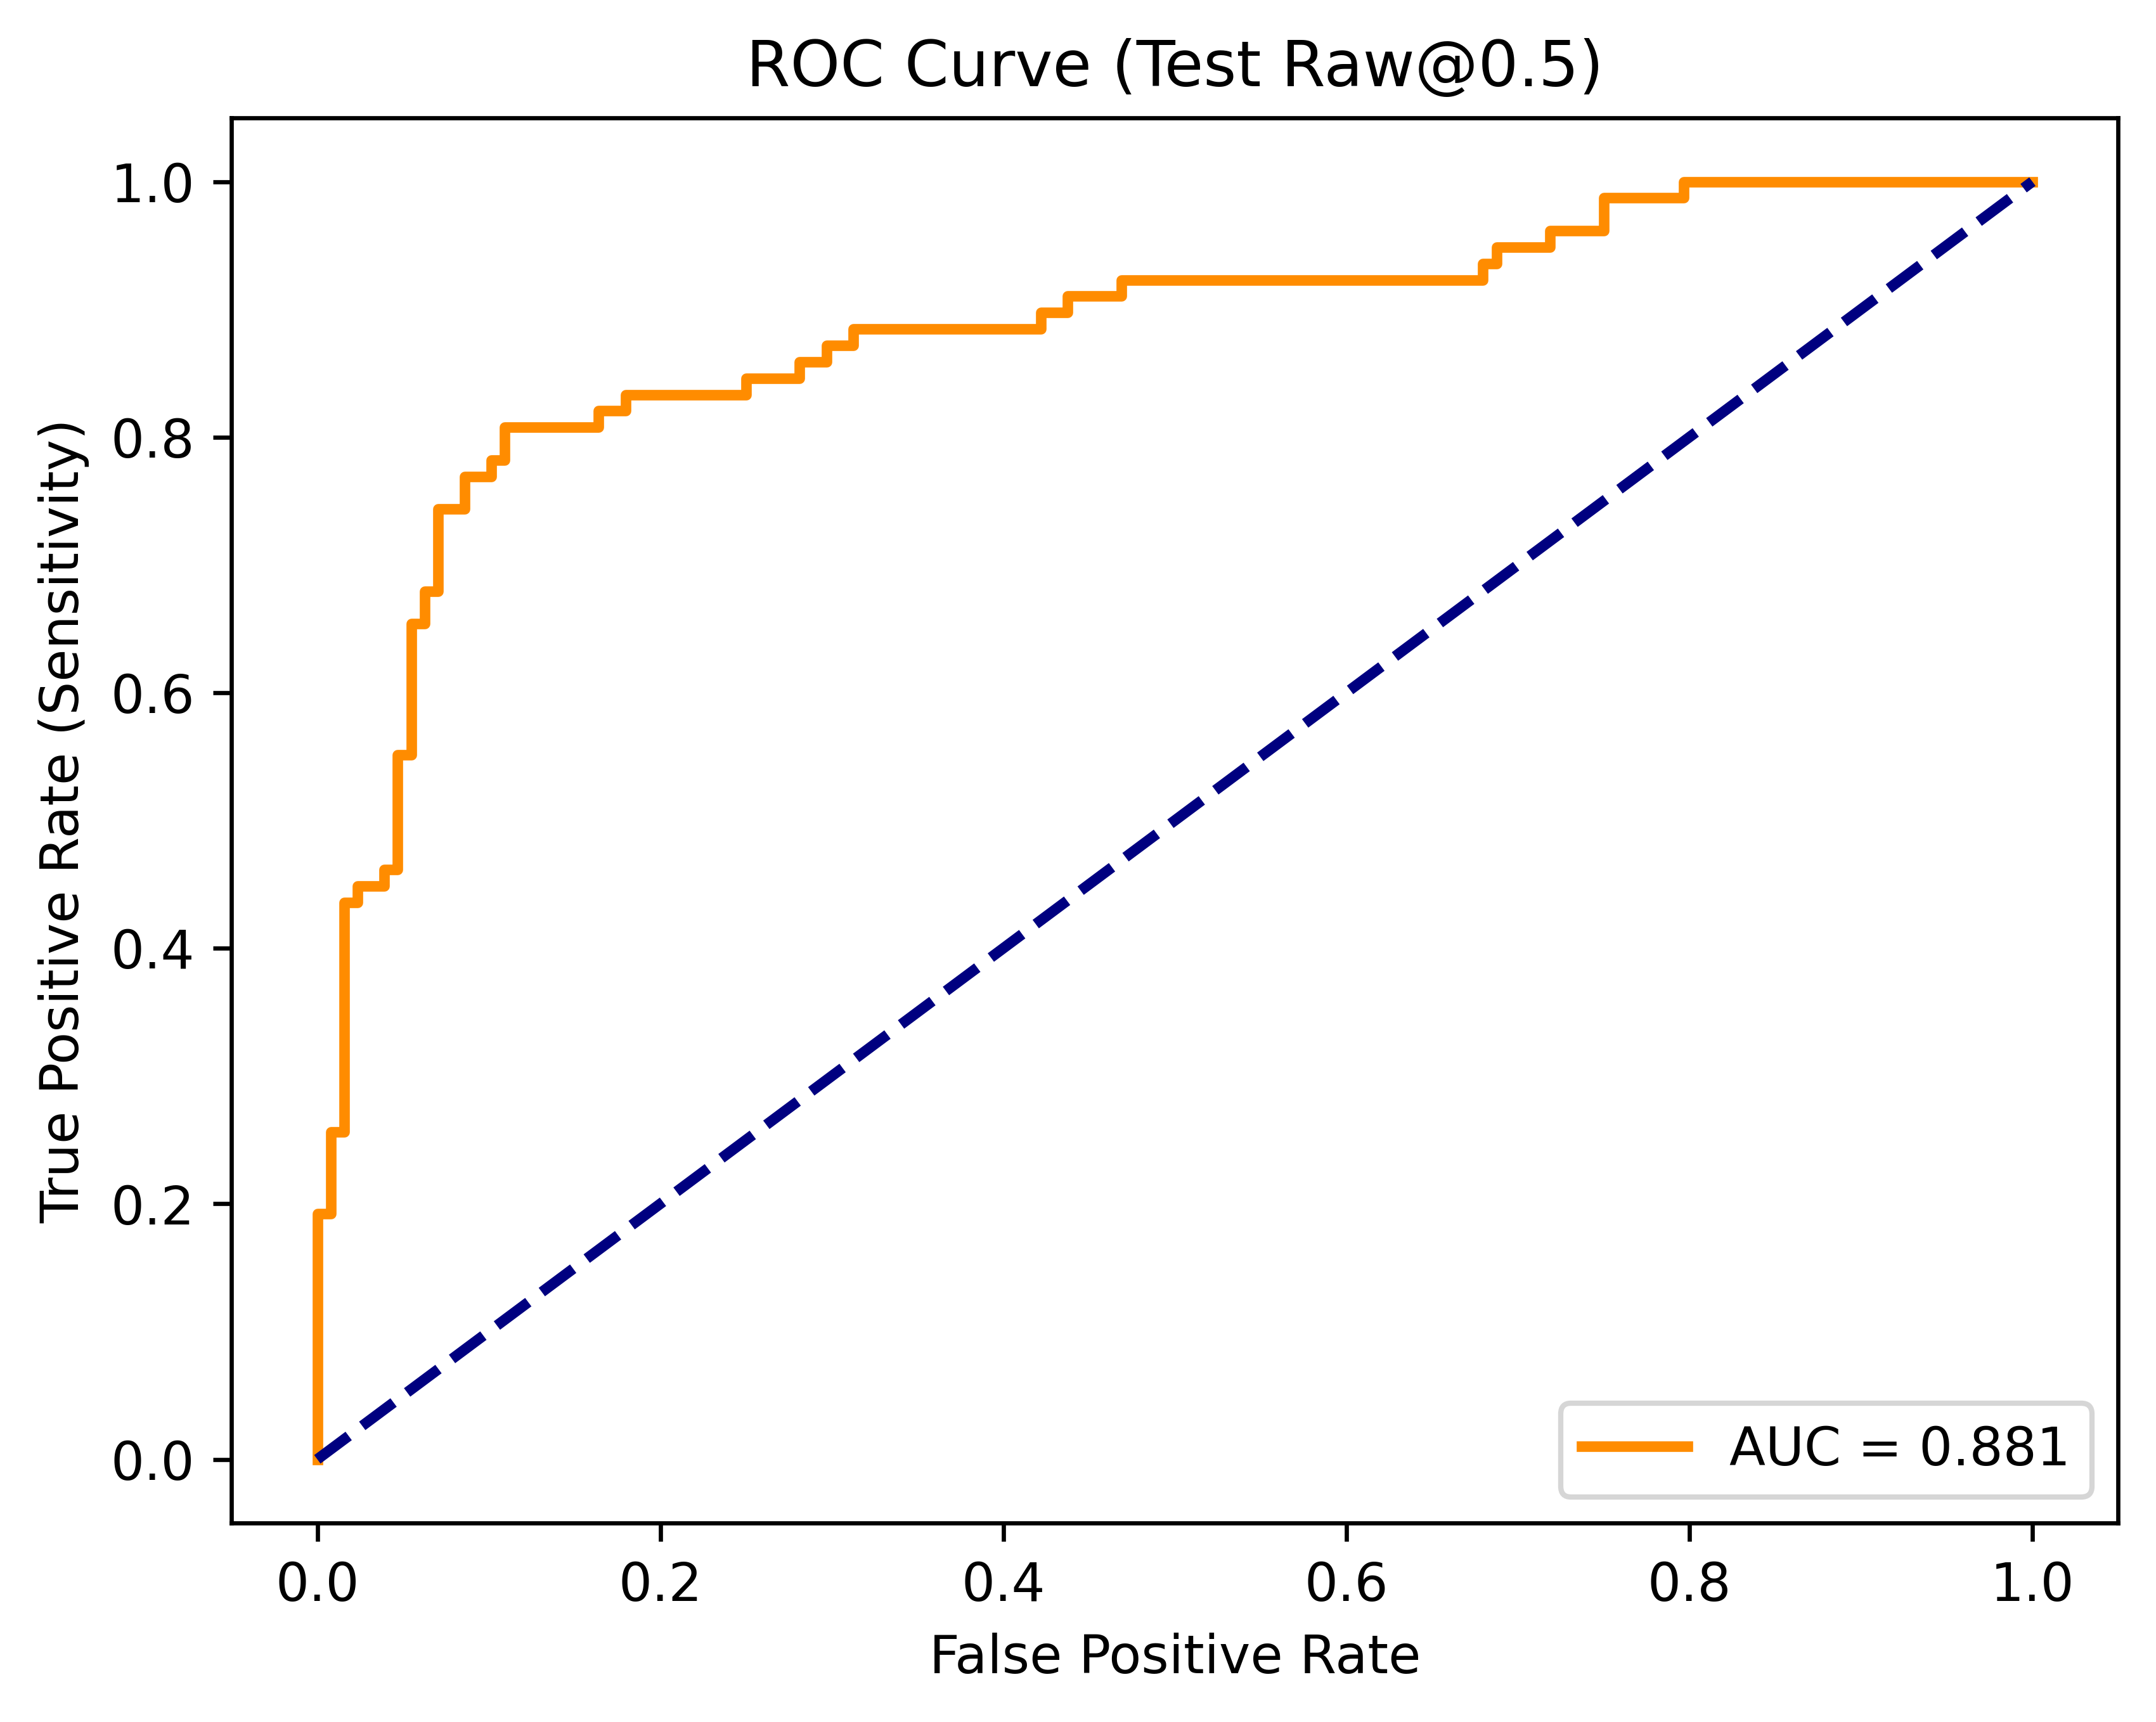 ROC Curve (Test Raw@0.5)
True Positive Rate (Sensitivity)
1.0
0.8
0.6
0.4
0.2
0.0
0.0 0.2 0.4 0.6 0.8 1.0
False Positive Rate
AUC = 0.881